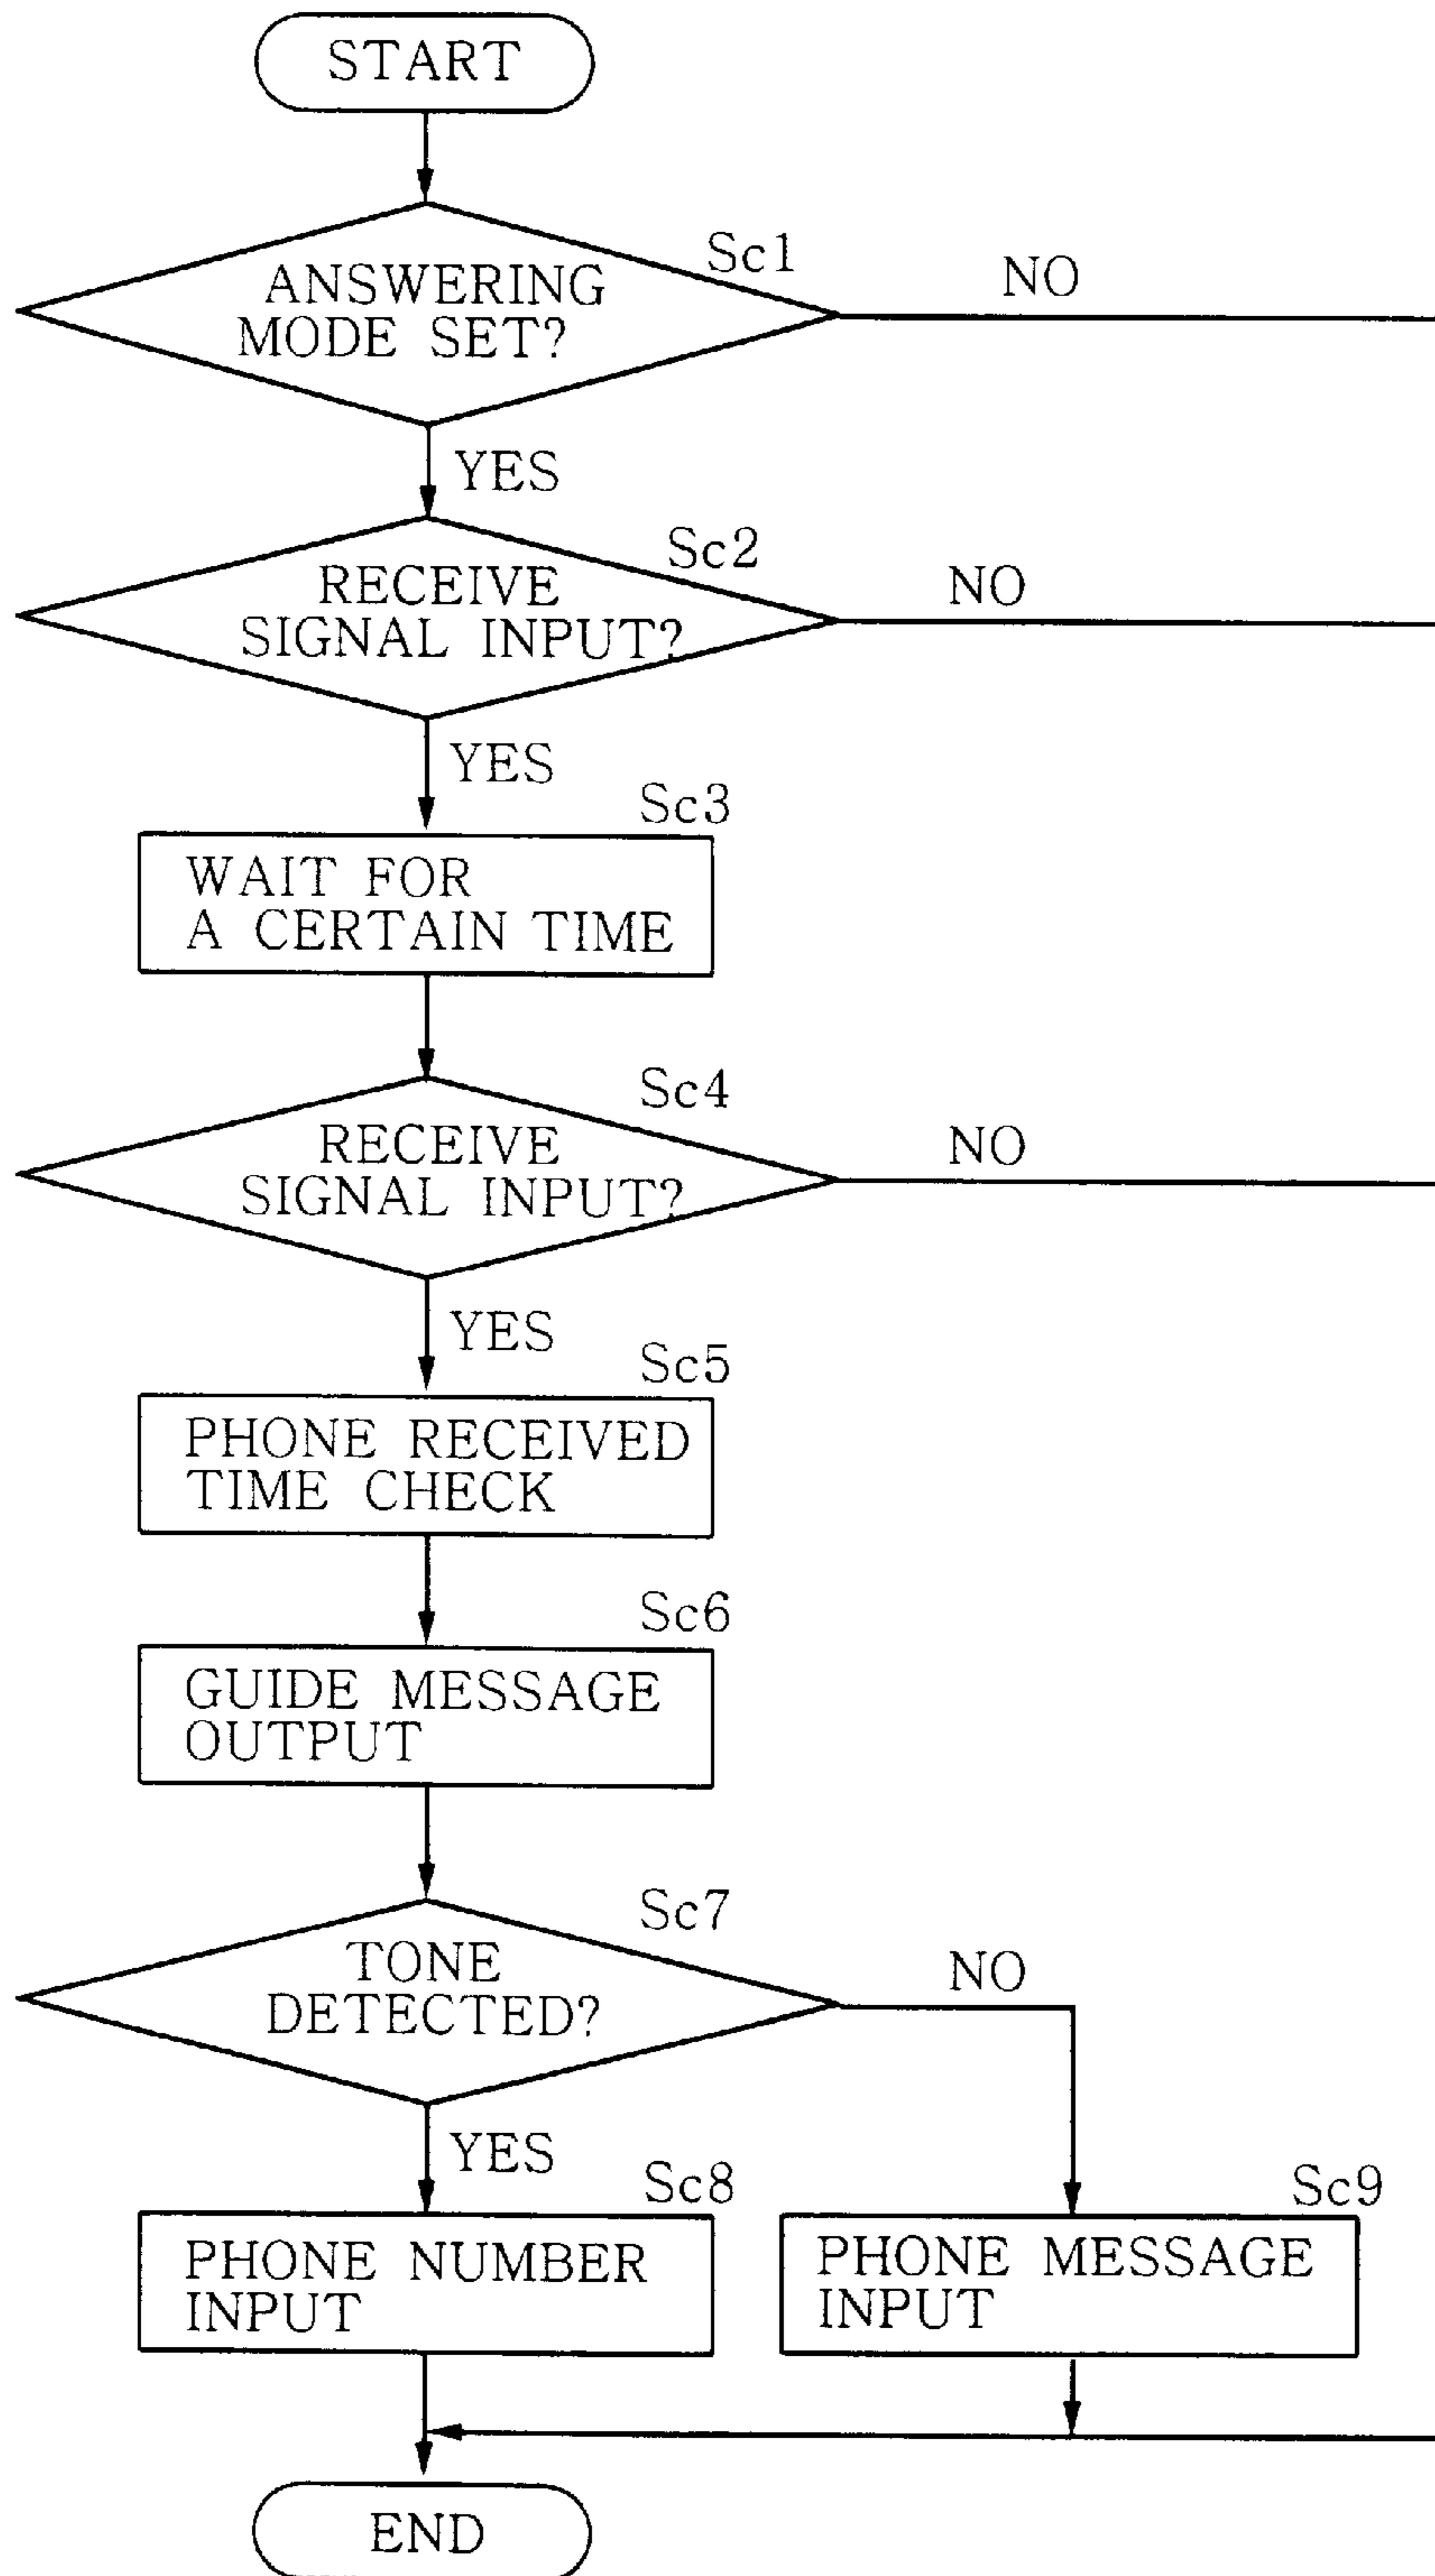 START
Sc1
ANSWERING
MODE SET?
NO
YES
Sc2
RECEIVE
SIGNAL INPUT?
NO
YES
Sc3
WAIT FOR
A CERTAIN TIME
Sc4
RECEIVE
SIGNAL INPUT?
NO
YES
Sc5
PHONE RECEIVED
TIME CHECK
Sc6
GUIDE MESSAGE
OUTPUT
Sc7
TONE
DETECTED?
NO
YES
Sc8
PHONE NUMBER
INPUT
Sc9
PHONE MESSAGE
INPUT
END